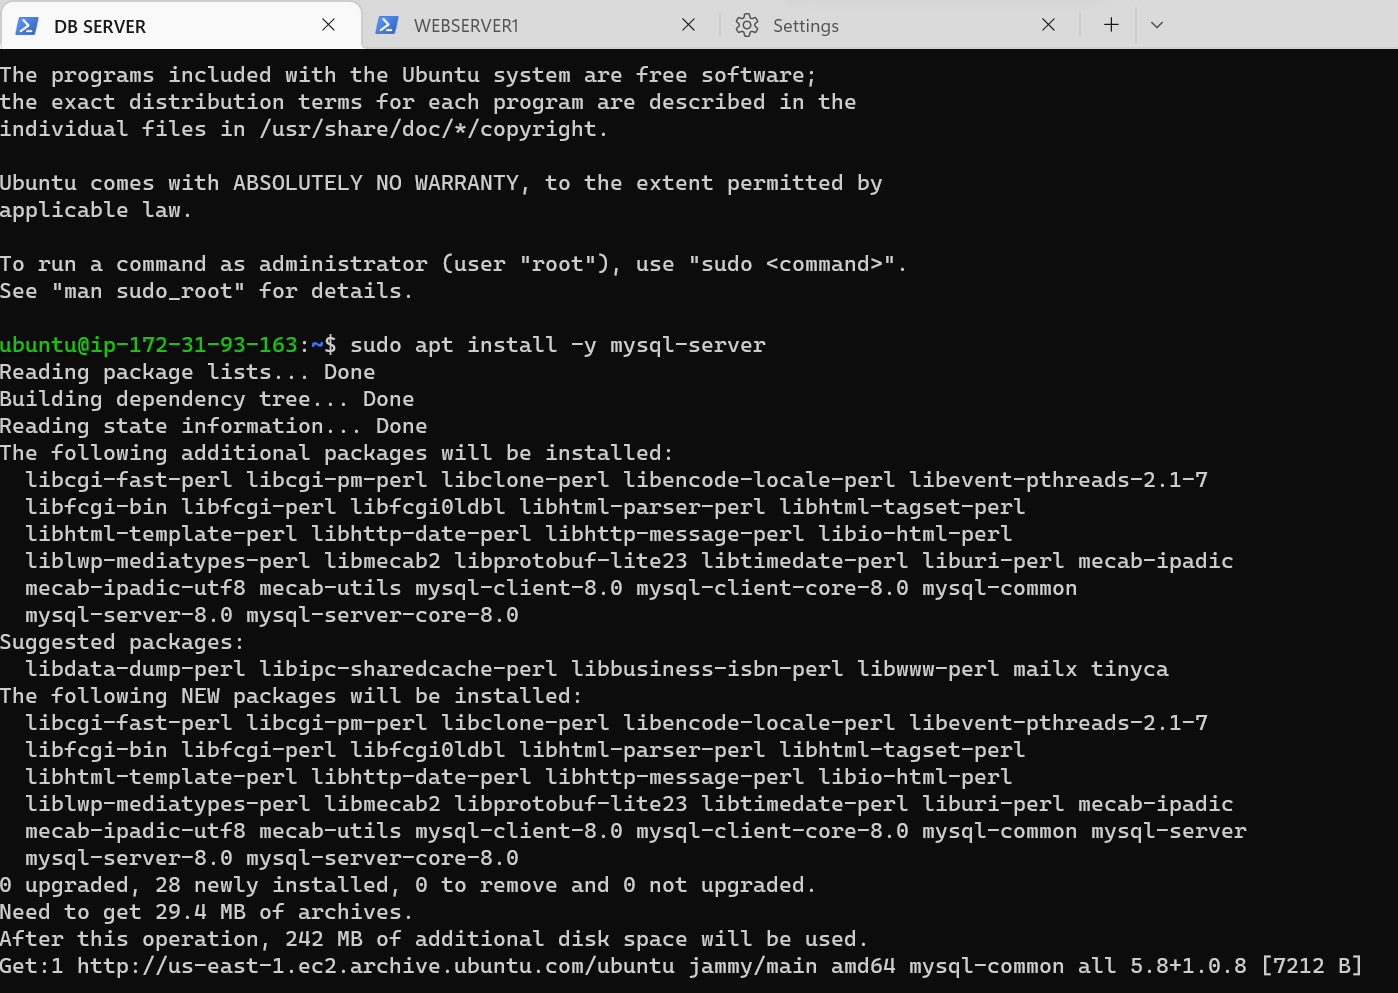 DB SERVER
WEBSERVER1
Settings
The programs included with the Ubuntu system are free software;
the exact distribution terms for each program are described in the
individual files in /usr/share/doc/*/copyright.
Ubuntu comes with ABSOLUTELY NO WARRANTY, to the extent permitted by
applicable law.
To run a command as administrator (user "root"), use "sudo <command>".
See "man sudo_root" for details.
ubuntu@ip-172-31-93-163:~$ sudo apt install -y mysql-server
Reading package lists... Done
Building dependency tree... Done
Reading state information... Done
The following additional packages will be installed:
  libcgi-fast-perl libcgi-pm-perl libclone-perl libencode-locale-perl libevent-pthreads-2.1-7
  libfcgi-bin libfcgi-perl libfcgi0ldbl libhtml-parser-perl libhtml-tagset-perl
  libhtml-template-perl libhttp-date-perl libhttp-message-perl libio-html-perl
  liblwp-mediatypes-perl libmecab2 libprotobuf-lite23 libtimedate-perl liburi-perl mecab-ipadic
  mecab-ipadic-utf8 mecab-utils mysql-client-8.0 mysql-client-core-8.0 mysql-common
  mysql-server-8.0 mysql-server-core-8.0
Suggested packages:
  libdata-dump-perl libipc-sharedcache-perl libbusiness-isbn-perl libwww-perl mailx tinyca
The following NEW packages will be installed:
  libcgi-fast-perl libcgi-pm-perl libclone-perl libencode-locale-perl libevent-pthreads-2.1-7
  libfcgi-bin libfcgi-perl libfcgi0ldbl libhtml-parser-perl libhtml-tagset-perl
  libhtml-template-perl libhttp-date-perl libhttp-message-perl libio-html-perl
  liblwp-mediatypes-perl libmecab2 libprotobuf-lite23 libtimedate-perl liburi-perl mecab-ipadic
  mecab-ipadic-utf8 mecab-utils mysql-client-8.0 mysql-client-core-8.0 mysql-common mysql-server
  mysql-server-8.0 mysql-server-core-8.0
0 upgraded, 28 newly installed, 0 to remove and 0 not upgraded.
Need to get 29.4 MB of archives.
After this operation, 242 MB of additional disk space will be used.
Get:1 http://us-east-1.ec2.archive.ubuntu.com/ubuntu jammy/main amd64 mysql-common all 5.8+1.0.8 [7212 B]